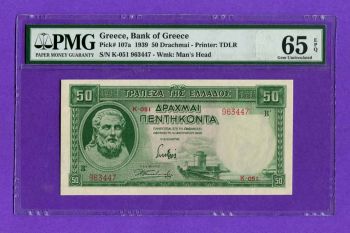 PMG
PAPER MONEY GUARANTY
Greece, Bank of Greece
Pick# 107a 1939 50 Drachmai - Printer: TDLR
S/N K-051 963447 - Wmk: Man's Head
65 EPQ
Gem Uncirculated
50 ΤΡΑΠΕΖΑ ΤΗΣ ΕΛΛΑΔΟΣ 50
Κ-051 963447
ΔΡΑΧΜΑΙ
ΠΕΝΤΗΚΟΝΤΑ
963447 Κ-051
50 50